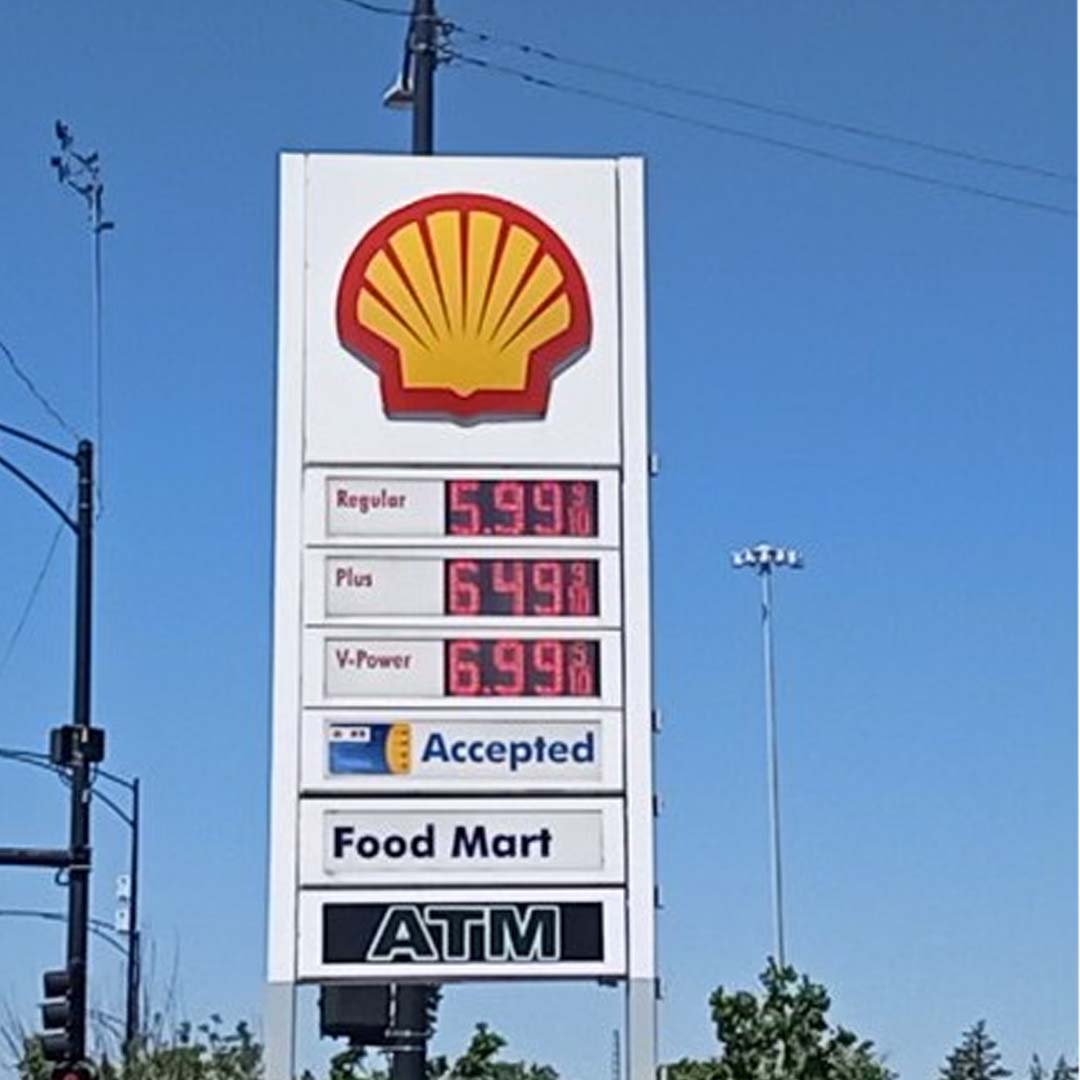 Regular 5.99 9/10
Plus 6.49 9/10
V-Power 6.99 9/10
Accepted
Food Mart
ATM